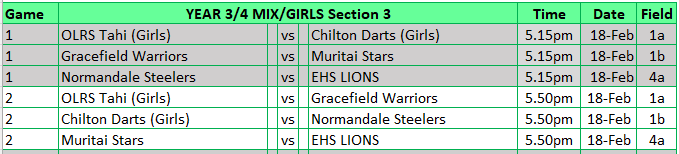 Game YEAR 3/4 MIX/GIRLS Section 3 Time Date Field
1 OLRS Tahi (Girls) vs Chilton Darts (Girls) 5.15pm 18-Feb 1a
1 Gracefield Warriors vs Muritai Stars 5.15pm 18-Feb 1b
1 Normandale Steelers vs EHS LIONS 5.15pm 18-Feb 4a
2 OLRS Tahi (Girls) vs Gracefield Warriors 5.50pm 18-Feb 1a
2 Chilton Darts (Girls) vs Normandale Steelers 5.50pm 18-Feb 1b
2 Muritai Stars vs EHS LIONS 5.50pm 18-Feb 4a